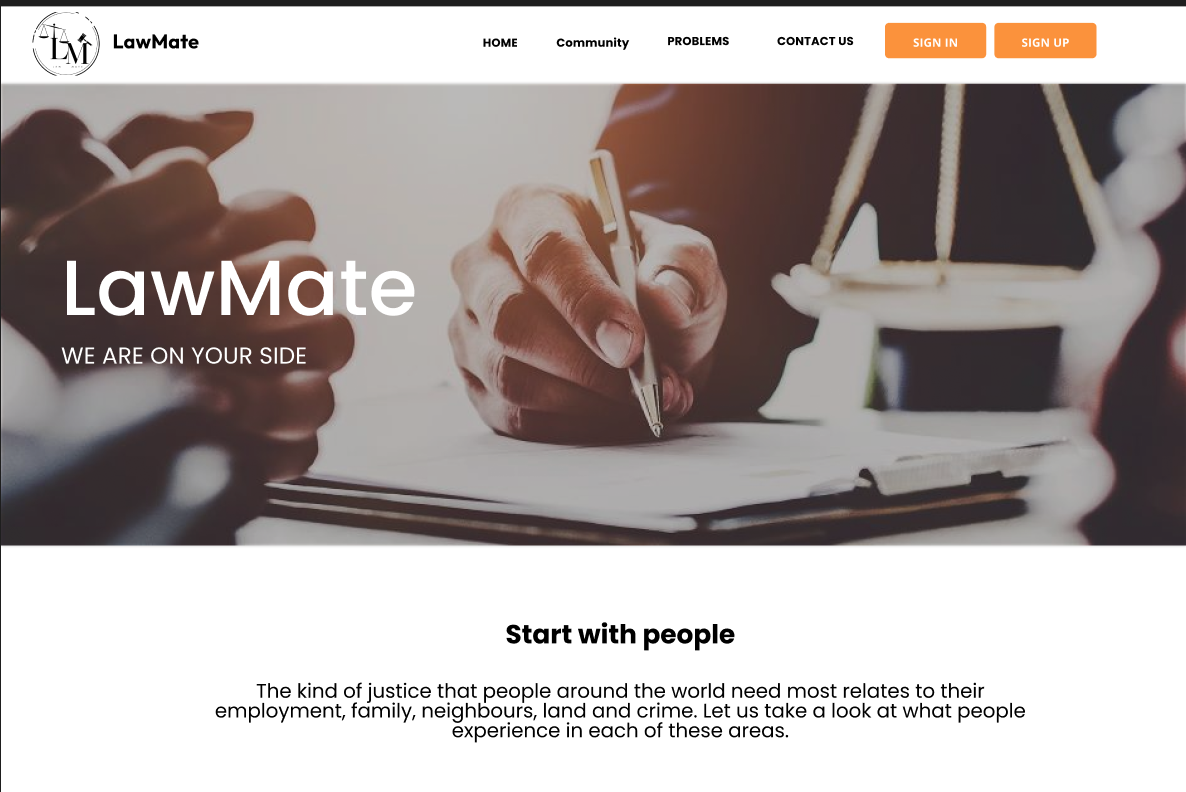 LM
LawMate
HOME
Community
PROBLEMS
CONTACT US
SIGN IN
SIGN UP
LawMate
WE ARE ON YOUR SIDE
Start with people
The kind of justice that people around the world need most relates to their
employment, family, neighbours, land and crime. Let us take a look at what people
experience in each of these areas.